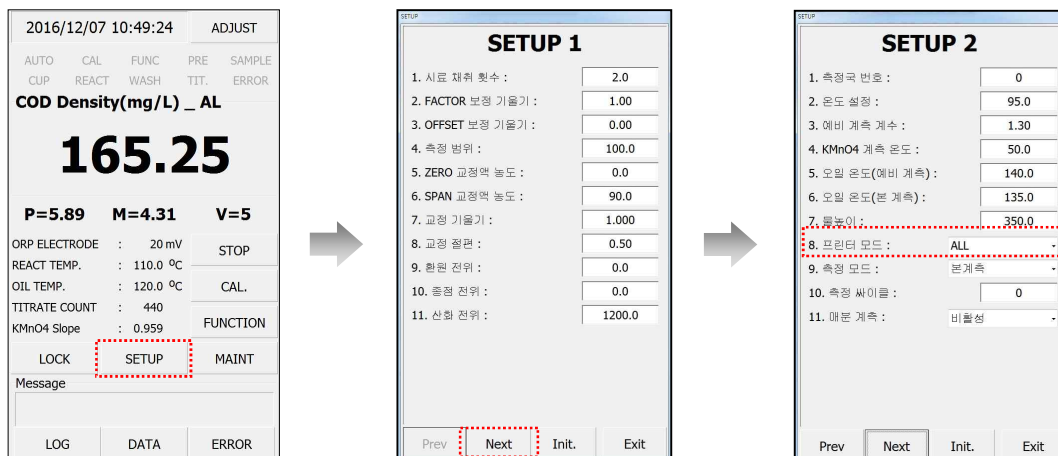 2016/12/07 10:49:24 ADJUST
AUTO CAL FUNC PRE SAMPLE
CUP REACT WASH TIT. ERROR
COD Density(mg/L) _ AL
165.25
P=5.89 M=4.31 V=5
ORP ELECTRODE : 20 mV
STOP
REACT TEMP. : 110.0 ⁰C
OIL TEMP. : 120.0 ⁰C
CAL.
TITRATE COUNT : 440
KMnO4 Slope : 0.959
FUNCTION
LOCK SETUP MAINT
Message
LOG DATA ERROR
SETUP
SETUP 1
1. 시료 채취 횟수 : 2.0
2. FACTOR 보정 기울기 : 1.00
3. OFFSET 보정 기울기 : 0.00
4. 측정 범위 : 100.0
5. ZERO 교정액 농도 : 0.0
6. SPAN 교정액 농도 : 90.0
7. 교정 기울기 : 1.000
8. 교정 절편 : 0.50
9. 환원 전위 : 0.0
10. 종정 전위 : 0.0
11. 산화 전위 : 1200.0
Prev Next Init. Exit
SETUP
SETUP 2
1. 측정국 번호 : 0
2. 온도 설정 : 95.0
3. 예비 계측 계수 : 1.30
4. KMnO4 계측 온도 : 50.0
5. 오일 온도(예비 계측) : 140.0
6. 오일 온도(본 계측) : 135.0
7. 물높이 : 350.0
8. 프린터 모드 : ALL
9. 측정 모드 : 본계측
10. 측정 싸이클 : 0
11. 매분 계측 : 비활성
Prev Next Init. Exit